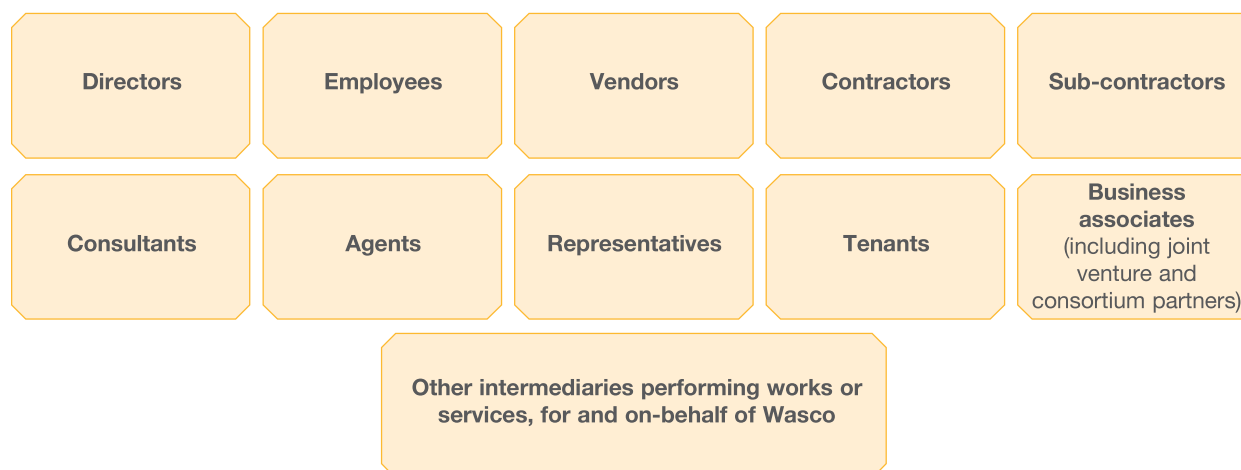 Directors
Employees
Vendors
Contractors
Sub-contractors
Consultants
Agents
Representatives
Tenants
Business
associates
(including joint
venture and
consortium partners)
Other intermediaries performing works or
services, for and on-behalf of Wasco